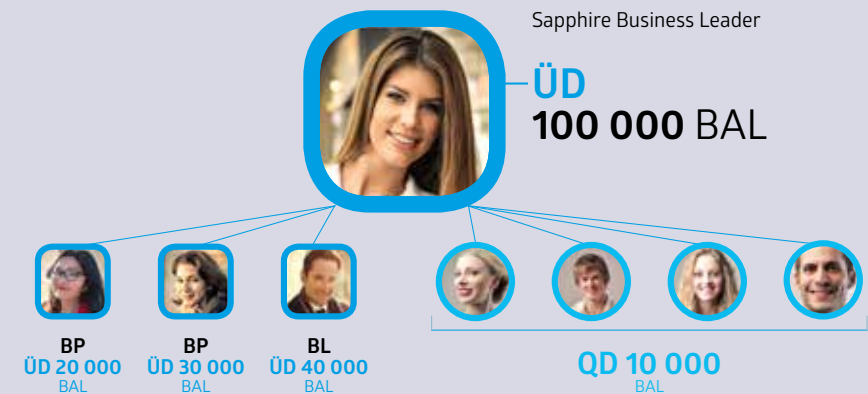 Sapphire Business Leader
ÜD
100 000 BAL
BP
ÜD 20 000
BAL
BP
ÜD 30 000
BAL
BL
ÜD 40 000
BAL
QD 10 000
BAL